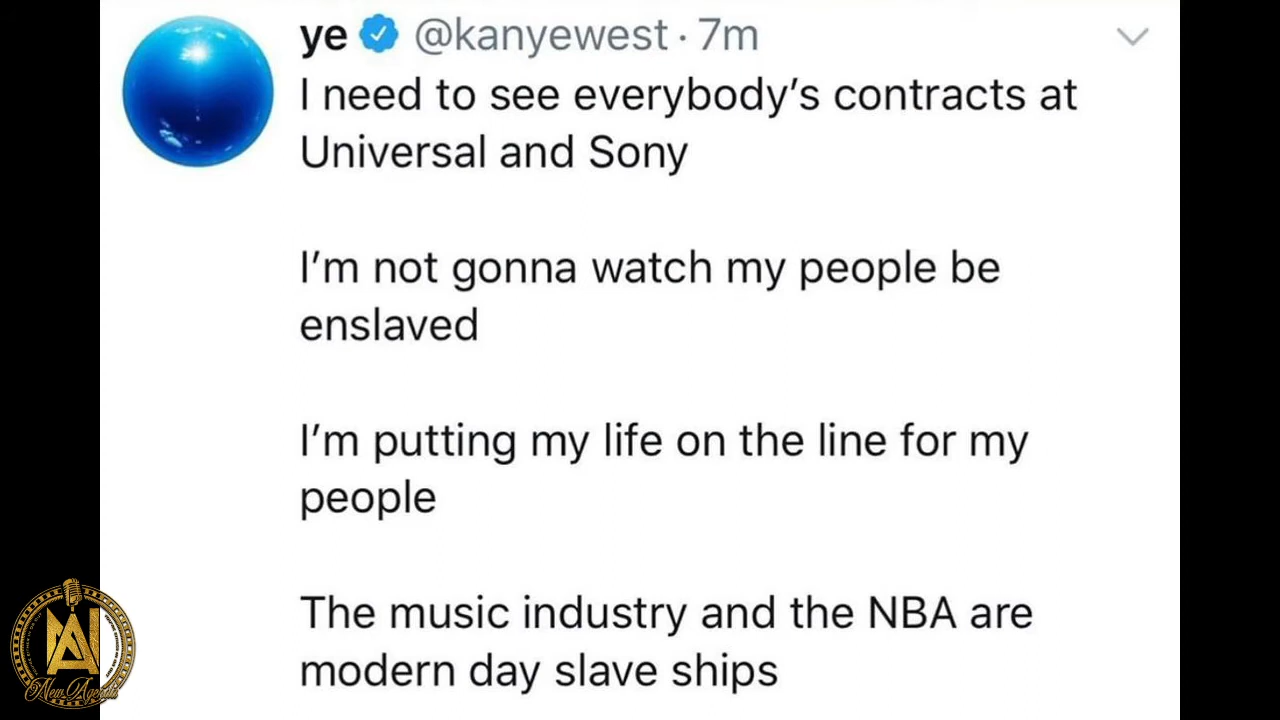 ye @kanyewest · 7m
I need to see everybody’s contracts at
Universal and Sony
I’m not gonna watch my people be
enslaved
I’m putting my life on the line for my
people
The music industry and the NBA are
modern day slave ships
New Agenda